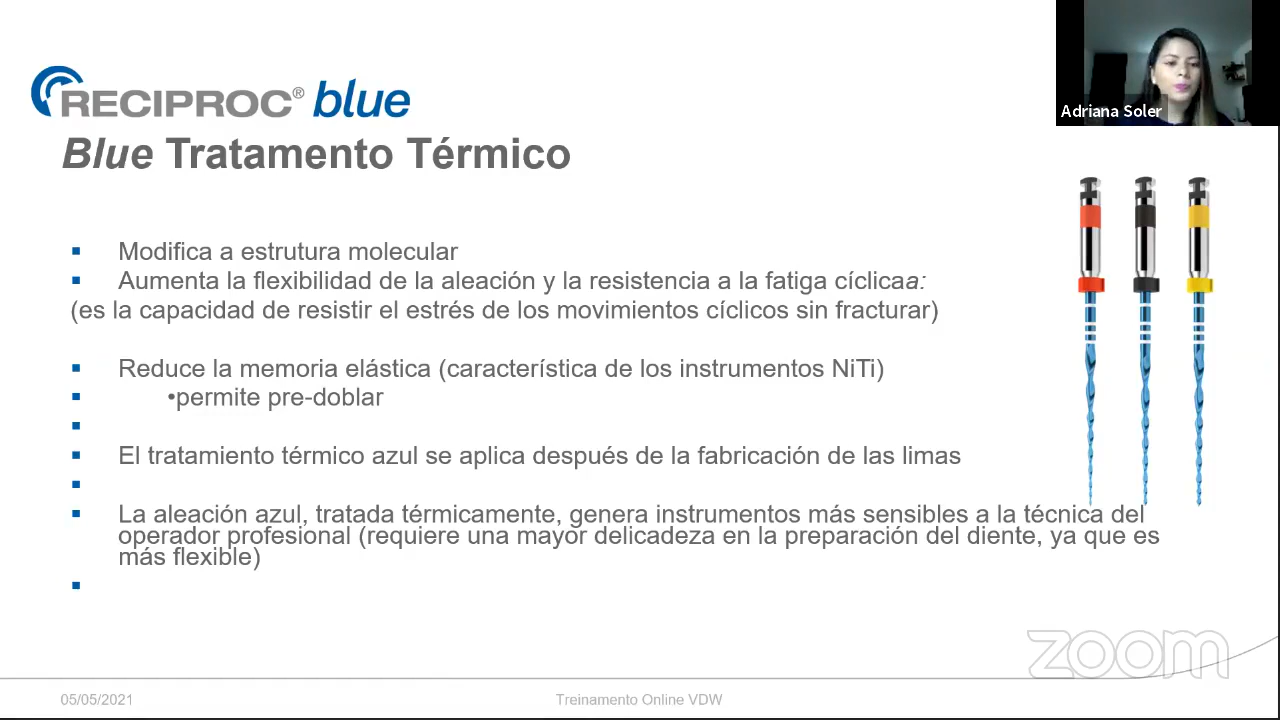 Adriana Soler
RECIPROC® blue
Blue Tratamento Térmico
▪ Modifica a estrutura molecular
▪ Aumenta la flexibilidad de la aleación y la resistencia a la fatiga cíclicaa:
(es la capacidad de resistir el estrés de los movimientos cíclicos sin fracturar)
▪ Reduce la memoria elástica (característica de los instrumentos NiTi)
▪ •permite pre-doblar
▪
▪ El tratamiento térmico azul se aplica después de la fabricación de las limas
▪
▪ La aleación azul, tratada térmicamente, genera instrumentos más sensibles a la técnica del
operador profesional (requiere una mayor delicadeza en la preparación del diente, ya que es
más flexible)
▪
zoom
05/05/2021
Treinamento Online VDW